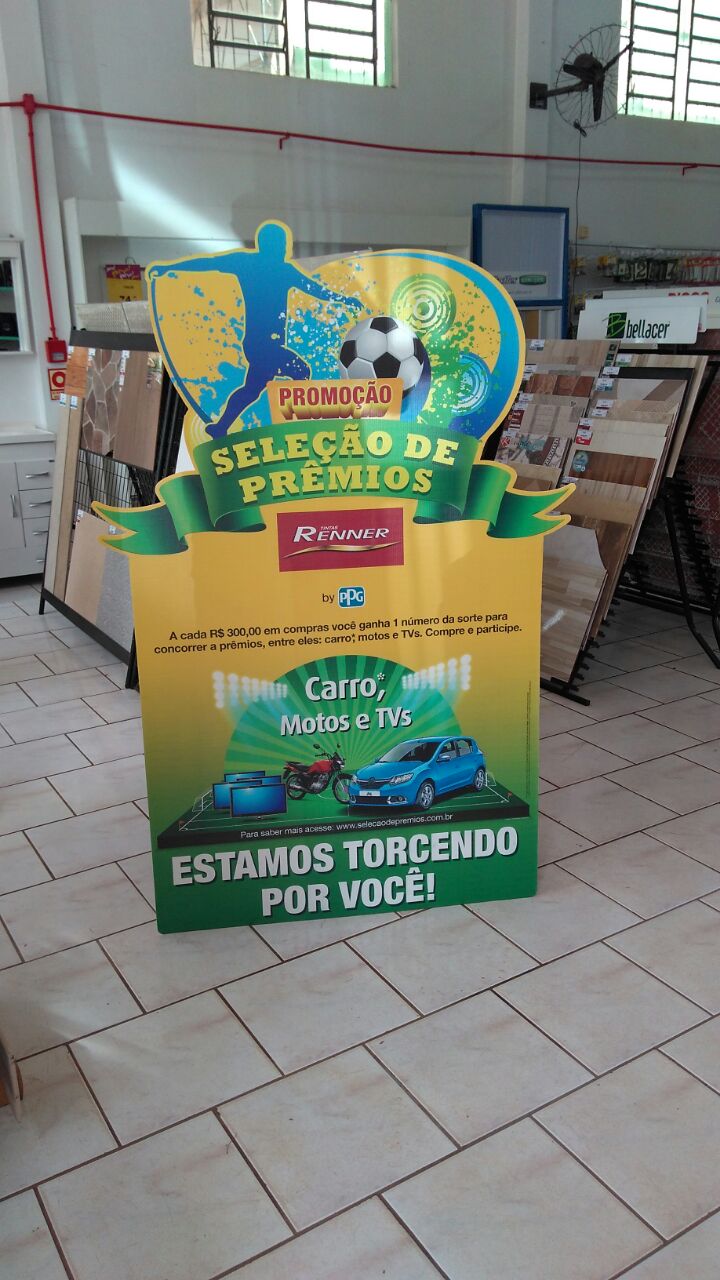 bellacer
PROMOÇÃO
SELEÇÃO DE
PRÊMIOS
TINTAS
RENNER
by PPG
A cada R$ 300,00 em compras você ganha 1 número da sorte para
concorrer a prêmios, entre eles: carro*, motos e TVs. Compre e participe.
Carro*,
Motos e TVs
Para saber mais acesse: www.selecaodepremios.com.br
ESTAMOS TORCENDO
POR VOCÊ!